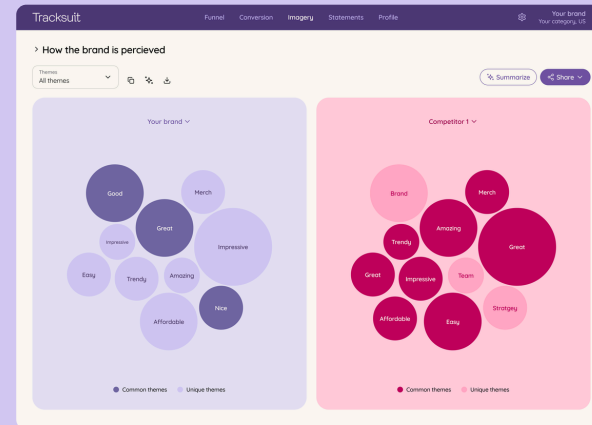 Tracksuit
Funnel Conversion Imagery Statements Profile
Your brand
Your category, US
How the brand is percieved
Themes
All themes
Summarize
Share
Your brand
Good
Merch
Great
Impressive
Impressive
Easy
Trendy
Amazing
Nice
Affordable
Common themes Unique themes
Competitor 1
Brand
Merch
Amazing
Trendy
Great
Great
Impressive
Team
Affordable
Stratgey
Easy
Common themes Unique themes